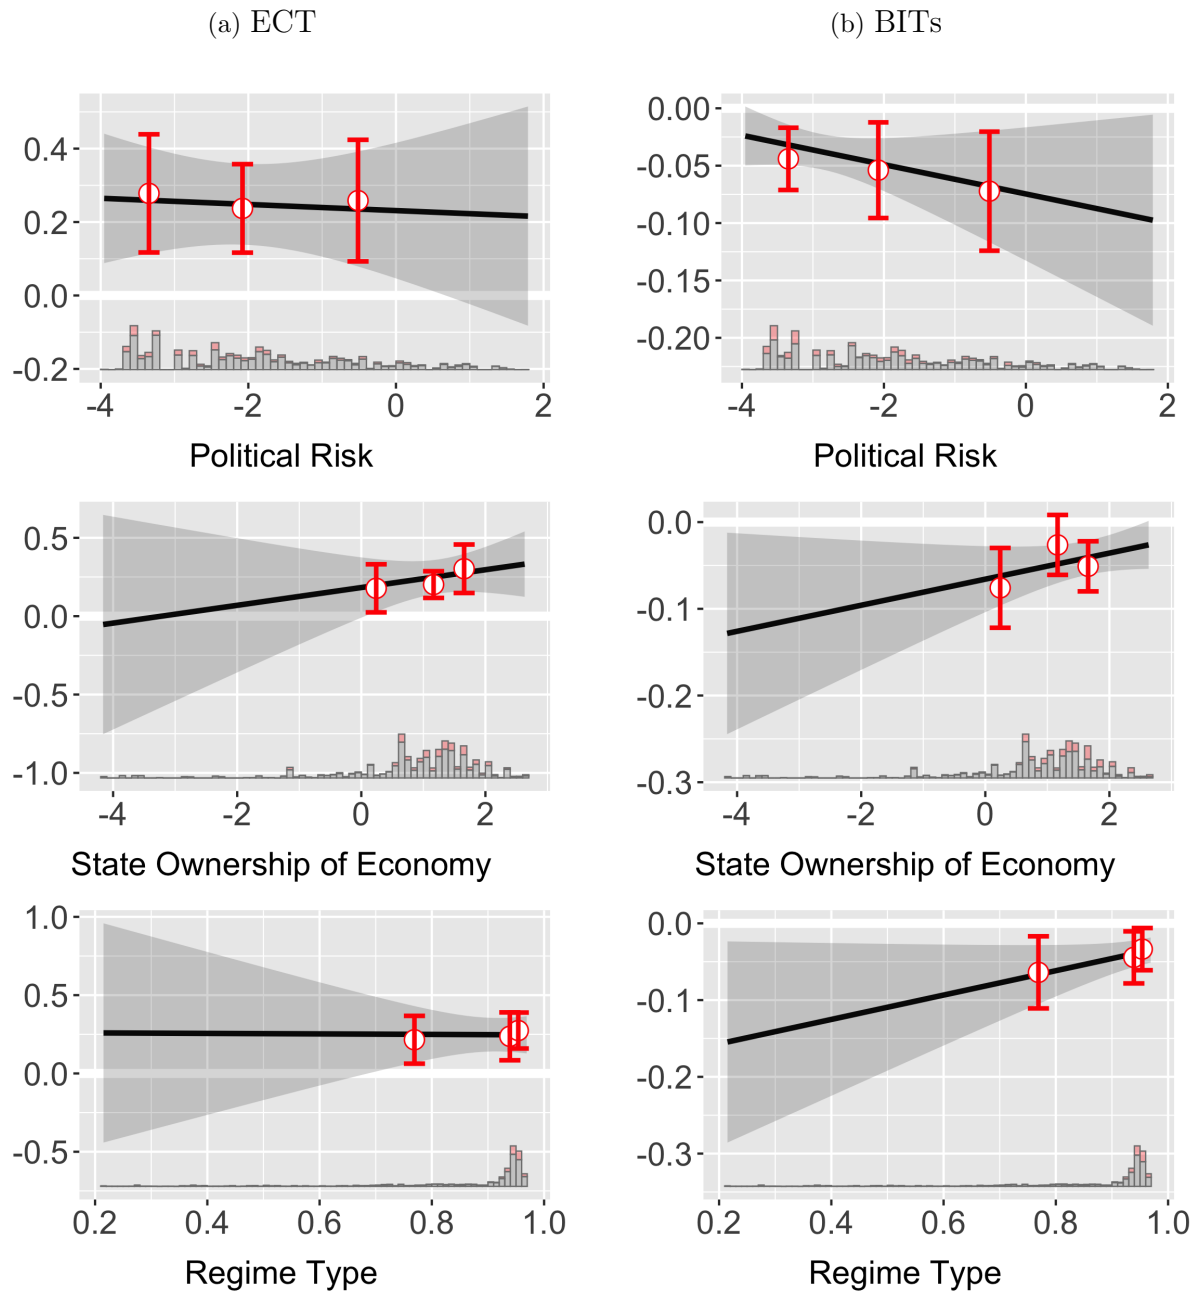 (a) ECT
(b) BITs
0.4
0.2
0.0
-0.2
-4 -2 0 2
Political Risk
0.00
-0.05
-0.10
-0.15
-0.20
-4 -2 0 2
Political Risk
0.5
0.0
-0.5
-1.0
-4 -2 0 2
State Ownership of Economy
0.0
-0.1
-0.2
-0.3
-4 -2 0 2
State Ownership of Economy
1.0
0.5
0.0
-0.5
0.2 0.4 0.6 0.8 1.0
Regime Type
0.0
-0.1
-0.2
-0.3
0.2 0.4 0.6 0.8 1.0
Regime Type